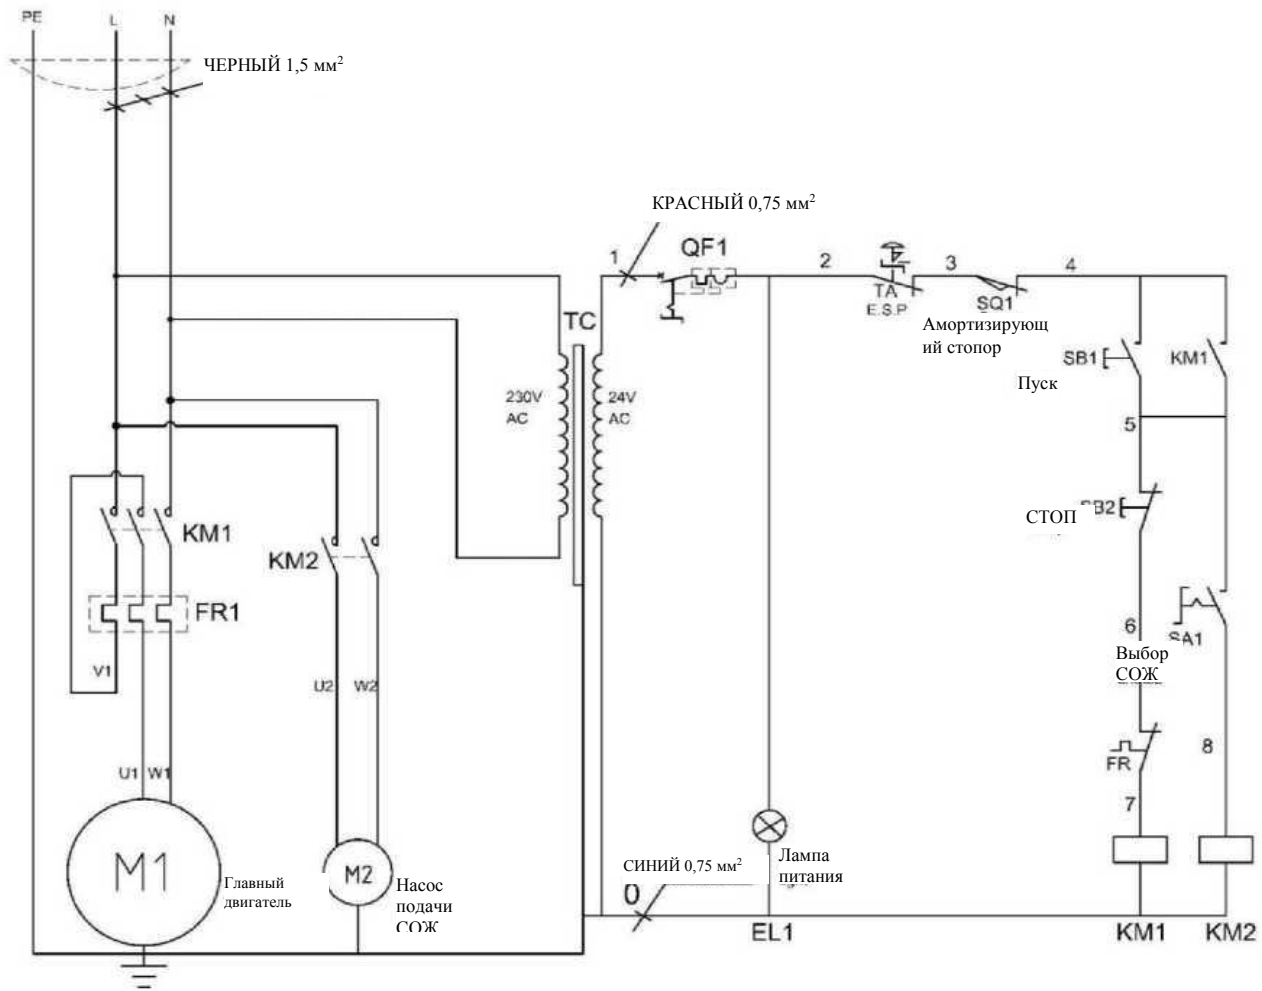 PE L N
ЧЕРНЫЙ 1,5 мм²
КРАСНЫЙ 0,75 мм²
QF1
1
2
3
4
TA
E.S.P
SQ1
Амортизирующ
ий стопор
TC
230V
AC
24V
AC
SB1
KM1
Пуск
5
СТОП
B2
KM1
KM2
FR1
6
SA1
Выбор
СОЖ
V1
U2 W2
U1 W1
FR
8
7
M1
Главный
двигатель
M2
Насос
подачи
СОЖ
СИНИЙ 0,75 мм²
0
Лампа
питания
EL1
KM1
KM2